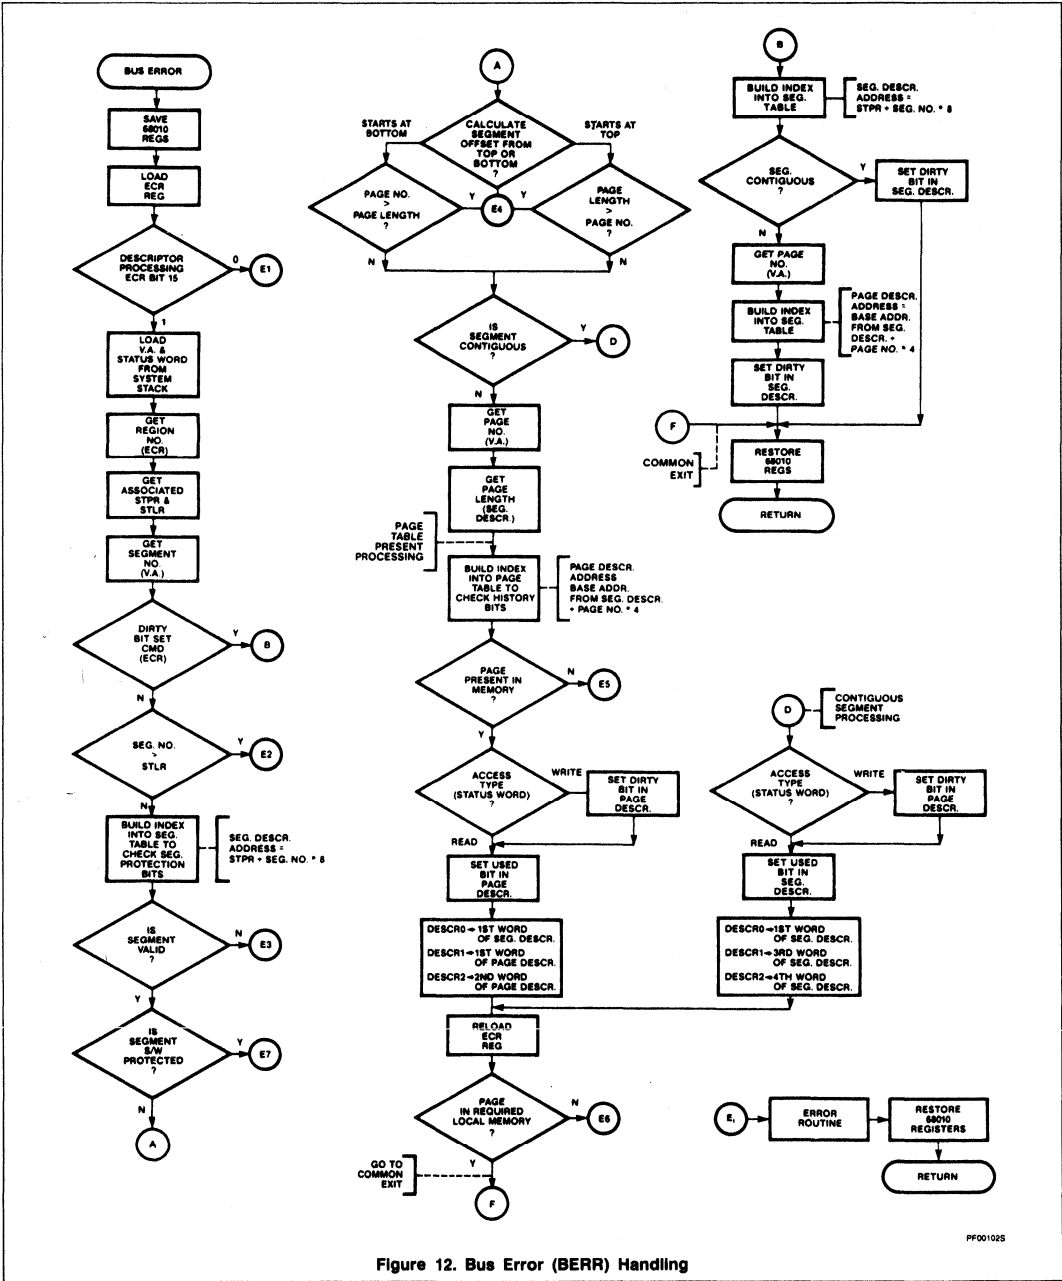 BUS ERROR
SAVE
68010
REGS
LOAD
ECR
REG
DESCRIPTOR
PROCESSING
ECR BIT 15
0
E1
1
LOAD
V.A. &
STATUS WORD
FROM
SYSTEM
STACK
GET
REGION
NO.
(ECR)
GET
ASSOCIATED
STPR &
STLR
GET
SEGMENT
NO.
(V.A.)
DIRTY
BIT SET
CMD
(ECR)
Y
B
N
SEG. NO.
>
STLR
Y
E2
N
BUILD INDEX
INTO SEG.
TABLE TO
CHECK SEG.
PROTECTION
BITS
SEG. DESCR.
ADDRESS =
STPR + SEG. NO. * 8
IS
SEGMENT
VALID
?
N
E3
Y
IS
SEGMENT
S/W
PROTECTED
?
Y
E7
N
A
A
CALCULATE
SEGMENT
OFFSET FROM
TOP OR
BOTTOM
?
STARTS AT
BOTTOM
STARTS AT
TOP
PAGE NO.
>
PAGE LENGTH
?
Y
E4
Y
PAGE
LENGTH
>
PAGE NO.
?
N
N
IS
SEGMENT
CONTIGUOUS
?
Y
D
N
GET
PAGE
NO.
(V.A.)
GET
PAGE
LENGTH
(SEG.
DESCR.)
PAGE
TABLE
PRESENT
PROCESSING
BUILD INDEX
INTO PAGE
TABLE TO
CHECK HISTORY
BITS
PAGE DESCR.
ADDRESS
BASE ADDR.
FROM SEG. DESCR.
+ PAGE NO. * 4
PAGE
PRESENT IN
MEMORY
?
N
E5
Y
ACCESS
TYPE
(STATUS WORD)
?
WRITE
SET DIRTY
BIT IN
PAGE
DESCR.
READ
SET USED
BIT IN
PAGE
DESCR.
DESCR0→1ST WORD
OF SEG. DESCR.
DESCR1→1ST WORD
OF PAGE DESCR.
DESCR2→2ND WORD
OF PAGE DESCR.
RELOAD
ECR
REG
PAGE
IN REQUIRED
LOCAL MEMORY
?
N
E6
Y
GO TO
COMMON
EXIT
F
B
BUILD INDEX
INTO SEG.
TABLE
SEG. DESCR.
ADDRESS =
STPR + SEG. NO. * 8
SEG.
CONTIGUOUS
?
Y
SET DIRTY
BIT IN
SEG. DESCR.
N
GET PAGE
NO.
(V.A.)
BUILD INDEX
INTO SEG.
TABLE
PAGE DESCR.
ADDRESS =
BASE ADDR.
FROM SEG.
DESCR. +
PAGE NO. * 4
SET DIRTY
BIT IN
SEG.
DESCR.
F
COMMON
EXIT
RESTORE
68010
REGS
RETURN
D
CONTIGUOUS
SEGMENT
PROCESSING
ACCESS
TYPE
(STATUS WORD)
?
WRITE
SET DIRTY
BIT IN
PAGE
DESCR.
READ
SET USED
BIT IN
SEG.
DESCR.
DESCR0→1ST WORD
OF SEG. DESCR.
DESCR1→3RD WORD
OF SEG. DESCR.
DESCR2→4TH WORD
OF SEG. DESCR.
E,
ERROR
ROUTINE
RESTORE
68010
REGISTERS
RETURN
PF00102S
Figure 12. Bus Error (BERR) Handling